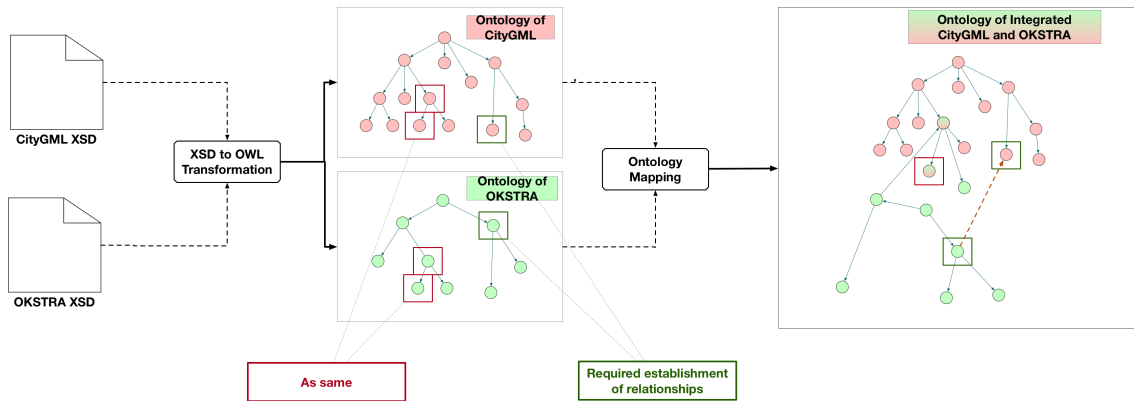 CityGML XSD
OKSTRA XSD
XSD to OWL
Transformation
Ontology of
CityGML
Ontology of
OKSTRA
Ontology
Mapping
Ontology of Integrated
CityGML and OKSTRA
As same
Required establishment
of relationships